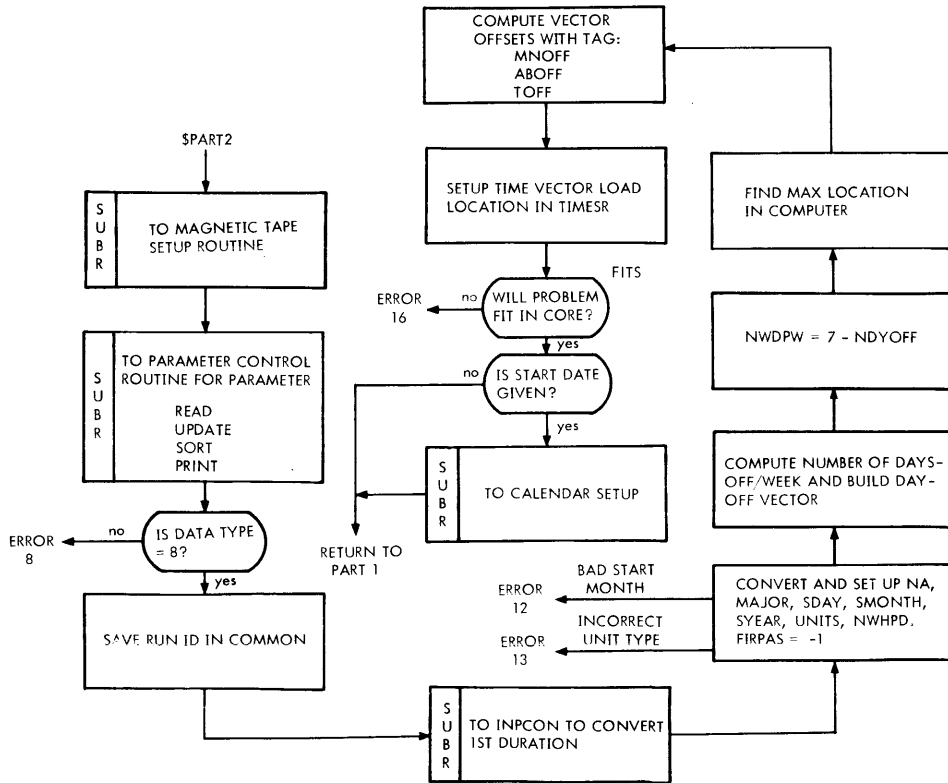 $PART2
SUBR
TO MAGNETIC TAPE
SETUP ROUTINE
SUBR
TO PARAMETER CONTROL
ROUTINE FOR PARAMETER
READ
UPDATE
SORT
PRINT
IS DATA TYPE
= 8?
no
ERROR
8
yes
SAVE RUN ID IN COMMON
SUBR
TO INPCON TO CONVERT
1ST DURATION
CONVERT AND SET UP NA,
MAJOR, SDAY, SMONTH,
SYEAR, UNITS, NWHPD.
FIRPAS = -1
BAD START
MONTH
ERROR
12
INCORRECT
UNIT TYPE
ERROR
13
COMPUTE NUMBER OF DAYS-
OFF/WEEK AND BUILD DAY-
OFF VECTOR
NWDPW = 7 - NDYOFF
FIND MAX LOCATION
IN COMPUTER
COMPUTE VECTOR
OFFSETS WITH TAG:
MNOFF
ABOFF
TOFF
SETUP TIME VECTOR LOAD
LOCATION IN TIMESR
FITS
WILL PROBLEM
FIT IN CORE?
no
ERROR
16
yes
IS START DATE
GIVEN?
no
yes
SUBR
TO CALENDAR SETUP
RETURN TO
PART 1